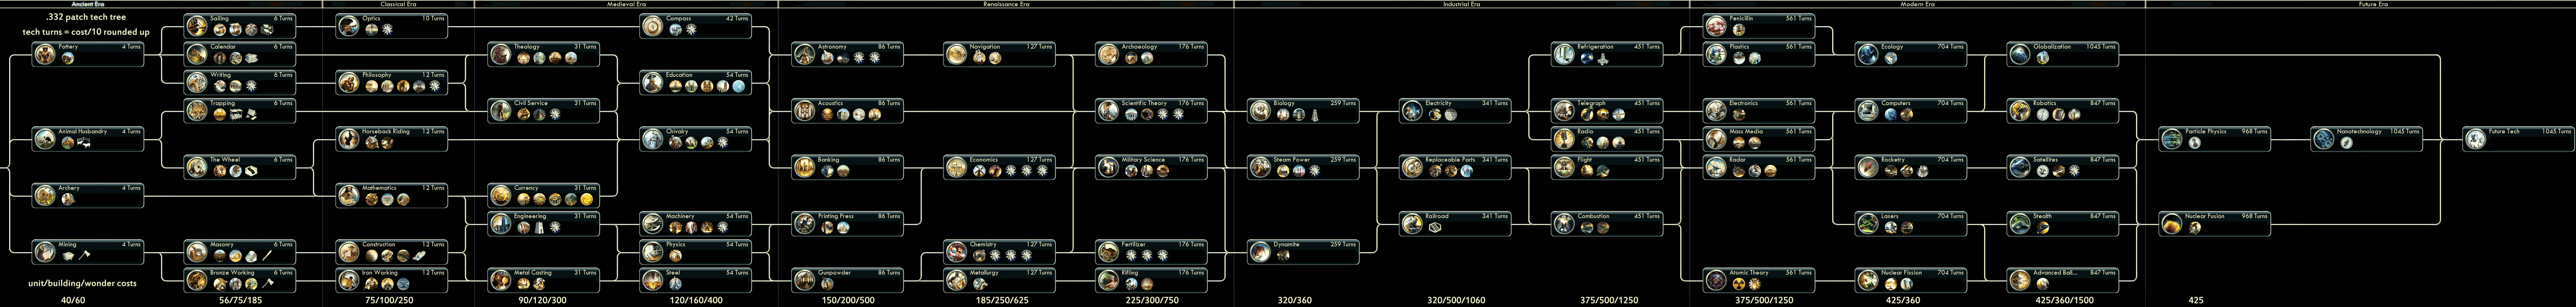 Ancient Era
Classical Era
Medieval Era
Renaissance Era
Industrial Era
Modern Era
Future Era
.332 patch tech tree
tech turns = cost/10 rounded up
Pottery 4 Turns
Animal Husbandry 4 Turns
Archery 4 Turns
Mining 4 Turns
unit/building/wonder costs
40/60
Sailing 6 Turns
Calendar 6 Turns
Writing 6 Turns
Trapping 6 Turns
The Wheel 6 Turns
Masonry 6 Turns
Bronze Working 6 Turns
56/75/185
Optics 10 Turns
Philosophy 12 Turns
Horseback Riding 12 Turns
Mathematics 12 Turns
Construction 12 Turns
Iron Working 12 Turns
75/100/250
Theology 31 Turns
Civil Service 31 Turns
Currency 31 Turns
Engineering 31 Turns
Metal Casting 31 Turns
90/120/300
Compass 42 Turns
Education 54 Turns
Chivalry 54 Turns
Machinery 54 Turns
Physics 54 Turns
Steel 54 Turns
120/160/400
Astronomy 86 Turns
Acoustics 86 Turns
Banking 86 Turns
Printing Press 86 Turns
Gunpowder 86 Turns
150/200/500
Navigation 127 Turns
Economics 127 Turns
Chemistry 127 Turns
Metallurgy 127 Turns
185/250/625
Archaeology 176 Turns
Scientific Theory 176 Turns
Military Science 176 Turns
Fertilizer 176 Turns
Rifling 176 Turns
225/300/750
Biology 259 Turns
Steam Power 259 Turns
Dynamite 259 Turns
320/360
Electricity 341 Turns
Replaceable Parts 341 Turns
Railroad 341 Turns
320/500/1060
Refrigeration 451 Turns
Telegraph 451 Turns
Radio 451 Turns
Flight 451 Turns
Combustion 451 Turns
375/500/1250
Penicillin 561 Turns
Plastics 561 Turns
Electronics 561 Turns
Mass Media 561 Turns
Radar 561 Turns
Atomic Theory 561 Turns
375/500/1250
Ecology 704 Turns
Computers 704 Turns
Rocketry 704 Turns
Lasers 704 Turns
Nuclear Fission 704 Turns
425/360
Globalization 1045 Turns
Robotics 847 Turns
Satellites 847 Turns
Stealth 847 Turns
Advanced Ball... 847 Turns
425/360/1500
Particle Physics 968 Turns
Nuclear Fusion 968 Turns
425
Nanotechnology 1045 Turns
Future Tech 1045 Turns